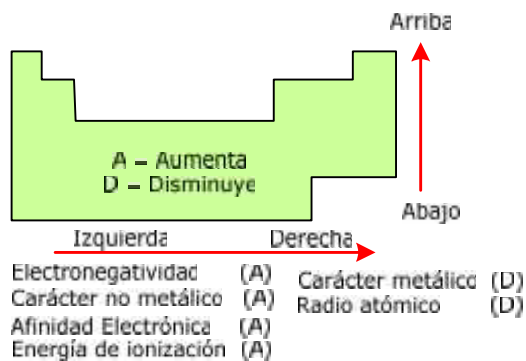 Arriba
A – Aumenta
D – Disminuye
Abajo
Izquierda Derecha
Electronegatividad (A)
Carácter no metálico (A)
Afinidad Electrónica (A)
Energía de ionización (A)
Carácter metálico (D)
Radio atómico (D)